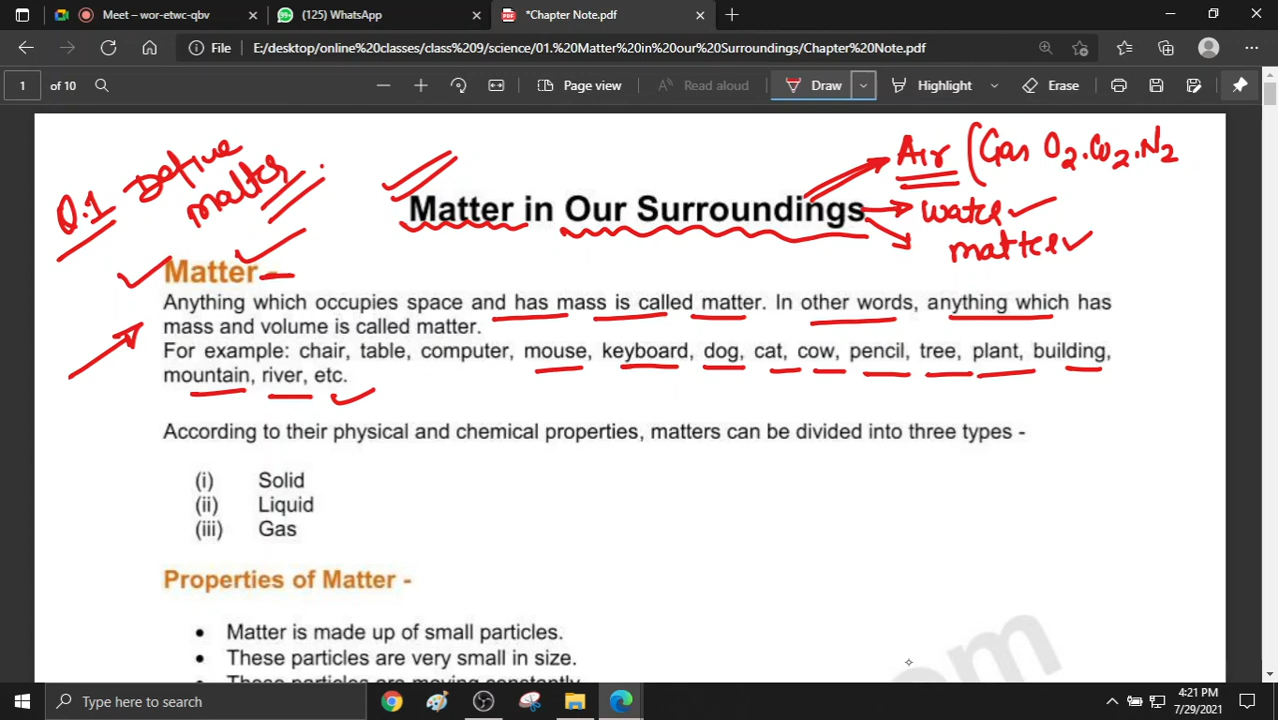 Meet – wor-etwc-qbv
(125) WhatsApp
*Chapter Note.pdf
File
E:/desktop/online%20classes/class%209/science/01.%20Matter%20in%20our%20Surroundings/Chapter%20Note.pdf
1 of 10
Page view
Read aloud
Draw
Highlight
Erase
Q.1 Define
matter
Air (Gas O2.CO2.N2
water
matter
Matter in Our Surroundings
Matter -
Anything which occupies space and has mass is called matter. In other words, anything which has
mass and volume is called matter.
For example: chair, table, computer, mouse, keyboard, dog, cat, cow, pencil, tree, plant, building,
mountain, river, etc.
According to their physical and chemical properties, matters can be divided into three types -
(i) Solid
(ii) Liquid
(iii) Gas
Properties of Matter -
• Matter is made up of small particles.
• These particles are very small in size.
• These particles are moving constantly
om
Type here to search
4:21 PM
7/29/2021